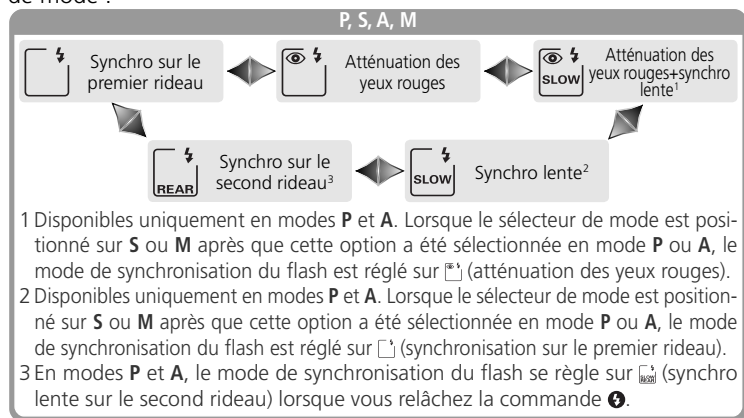 de mode :
P, S, A, M
Synchro sur le
premier rideau
Atténuation des
yeux rouges
SLOW
Atténuation des
yeux rouges+synchro
lente¹
REAR
Synchro sur le
second rideau³
SLOW
Synchro lente²
1 Disponibles uniquement en modes P et A. Lorsque le sélecteur de mode est posi-
tionné sur S ou M après que cette option a été sélectionnée en mode P ou A, le
mode de synchronisation du flash est réglé sur (atténuation des yeux rouges).
2 Disponibles uniquement en modes P et A. Lorsque le sélecteur de mode est position-
né sur S ou M après que cette option a été sélectionnée en mode P ou A, le mode
de synchronisation du flash est réglé sur (synchronisation sur le premier rideau).
3 En modes P et A, le mode de synchronisation du flash se règle sur (synchro
lente sur le second rideau) lorsque vous relâchez la commande .